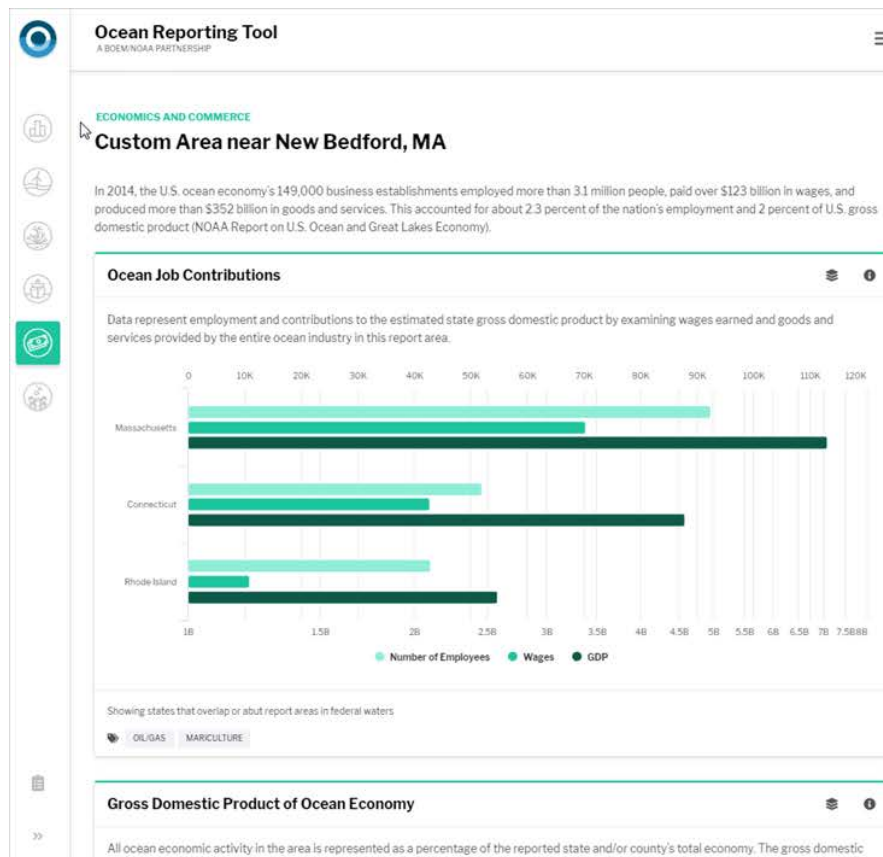 Ocean Reporting Tool
A BOEM/NOAA PARTNERSHIP
ECONOMICS AND COMMERCE
Custom Area near New Bedford, MA
In 2014, the U.S. ocean economy's 149,000 business establishments employed more than 3.1 million people, paid over $123 billion in wages, and
produced more than $352 billion in goods and services. This accounted for about 2.3 percent of the nation's employment and 2 percent of U.S. gross
domestic product (NOAA Report on U.S. Ocean and Great Lakes Economy).
Ocean Job Contributions
Data represent employment and contributions to the estimated state gross domestic product by examining wages earned and goods and
services provided by the entire ocean industry in this report area.
0 10K 20K 30K 40K 50K 60K 70K 80K 90K 100K 110K 120K
Massachusetts
Connecticut
Rhode Island
1B 1.5B 2B 2.5B 3B 3.5B 4B 4.5B 5B 5.5B 6B 6.5B 7B 7.5B 8B
Number of Employees Wages GDP
Showing states that overlap or abut report areas in federal waters
OIL/GAS MARICULTURE
Gross Domestic Product of Ocean Economy
All ocean economic activity in the area is represented as a percentage of the reported state and/or county's total economy. The gross domestic